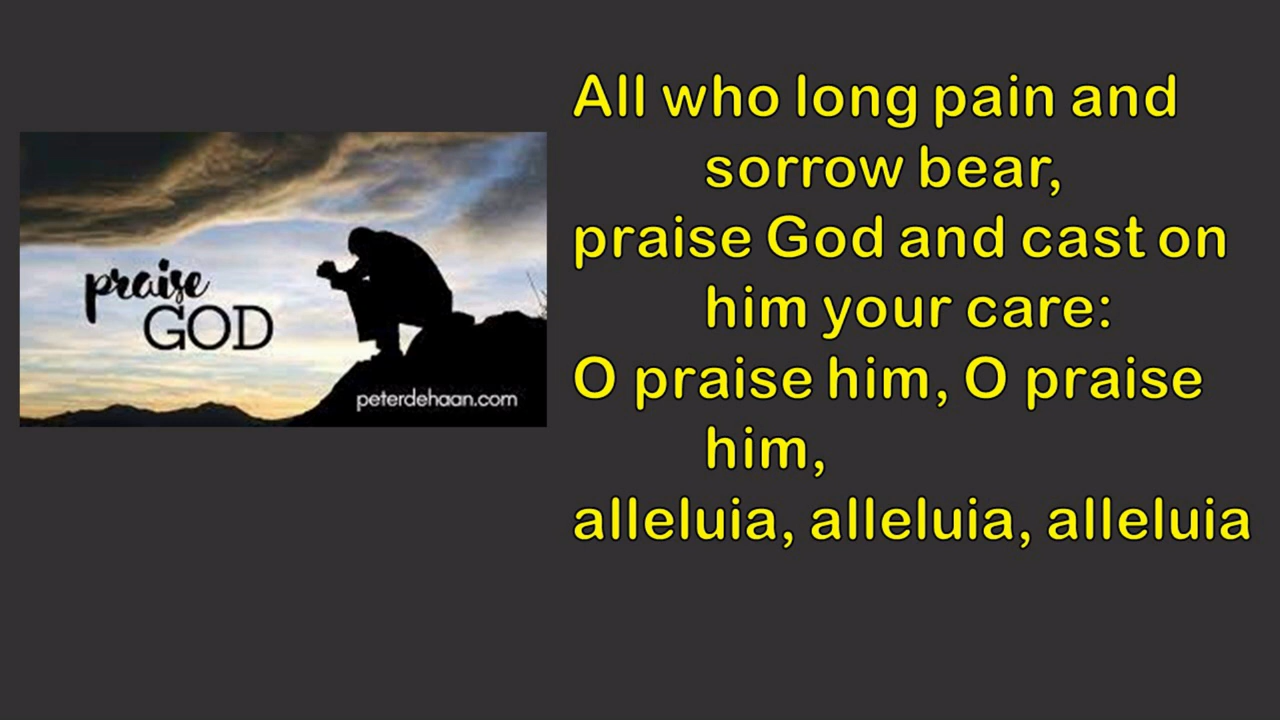 praise
GOD
peterdehaan.com
All who long pain and
sorrow bear,
praise God and cast on
him your care:
O praise him, O praise
him,
alleluia, alleluia, alleluia